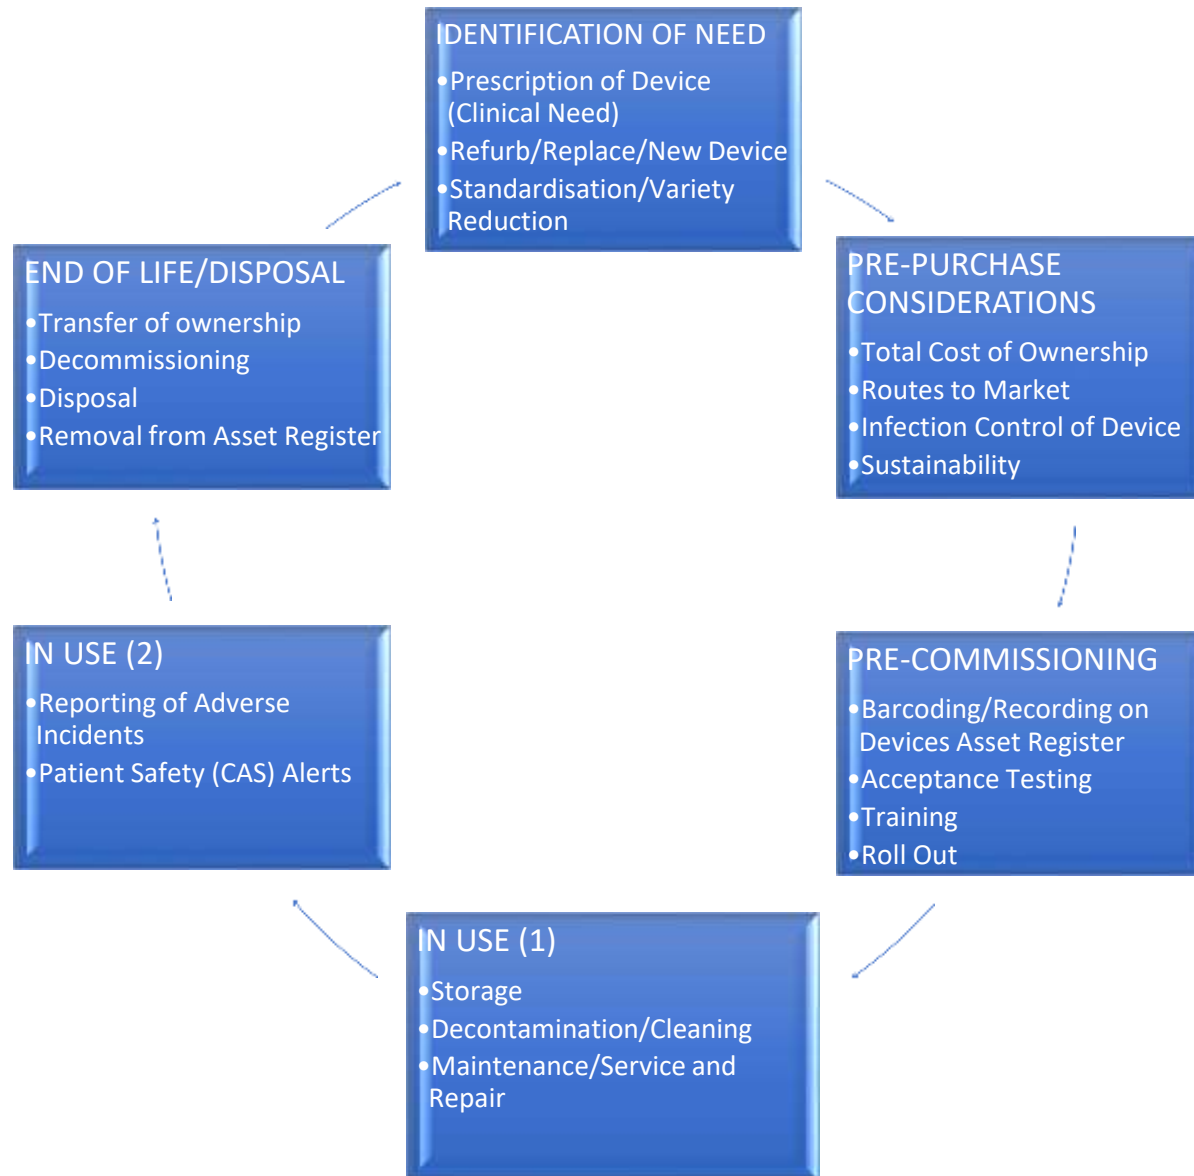 IDENTIFICATION OF NEED
•Prescription of Device
(Clinical Need)
•Refurb/Replace/New Device
•Standardisation/Variety
Reduction
PRE-PURCHASE
CONSIDERATIONS
•Total Cost of Ownership
•Routes to Market
•Infection Control of Device
•Sustainability
PRE-COMMISSIONING
•Barcoding/Recording on
Devices Asset Register
•Acceptance Testing
•Training
•Roll Out
IN USE (1)
•Storage
•Decontamination/Cleaning
•Maintenance/Service and
Repair
IN USE (2)
•Reporting of Adverse
Incidents
•Patient Safety (CAS) Alerts
END OF LIFE/DISPOSAL
•Transfer of ownership
•Decommissioning
•Disposal
•Removal from Asset Register